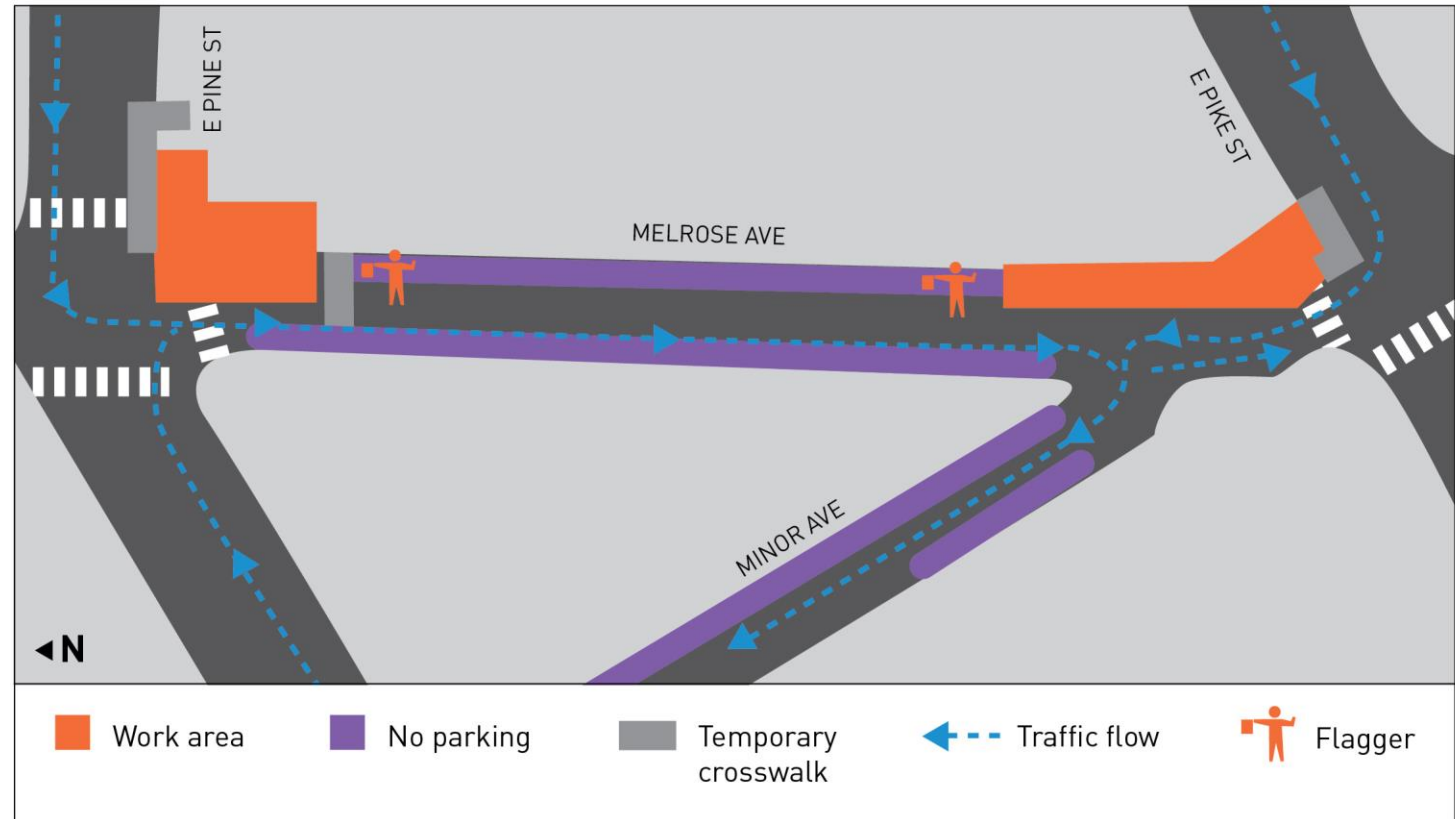 E PINE ST
E PIKE ST
MELROSE AVE
MINOR AVE
N
Work area
No parking
Temporary
crosswalk
Traffic flow
Flagger